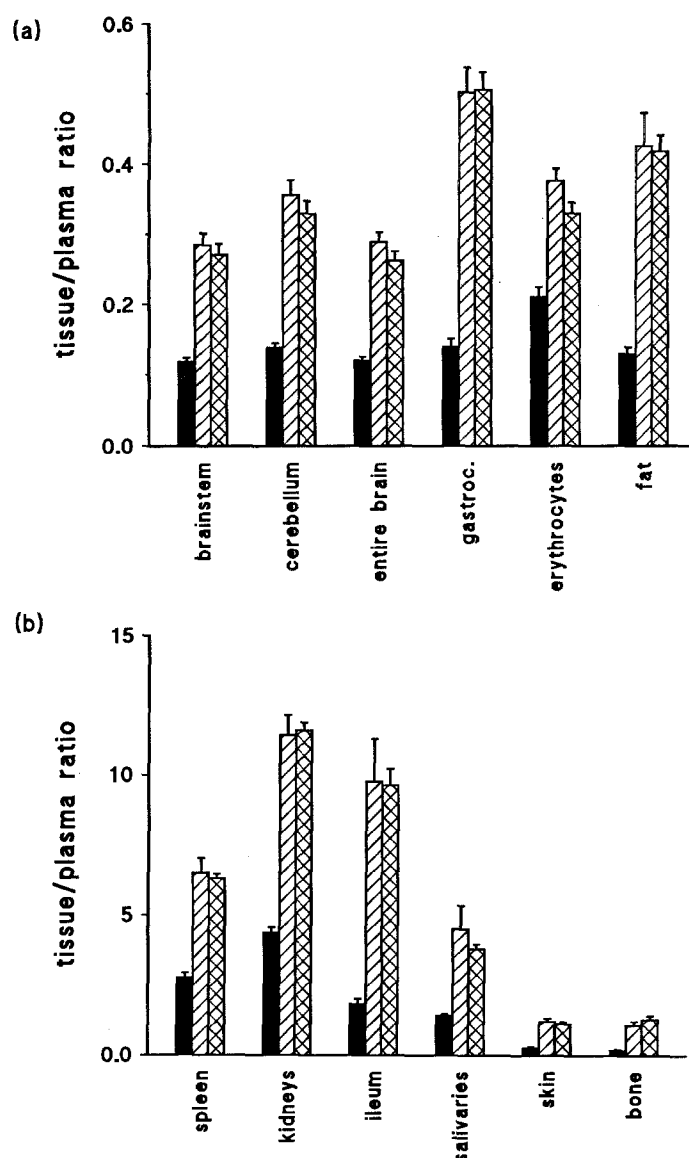 (a)
tissue/plasma ratio
0.6
0.4
0.2
0.0
brainstem
cerebellum
entire brain
gastroc.
erythrocytes
fat
(b)
tissue/plasma ratio
15
10
5
0.0
spleen
kidneys
ileum
salivaries
skin
bone